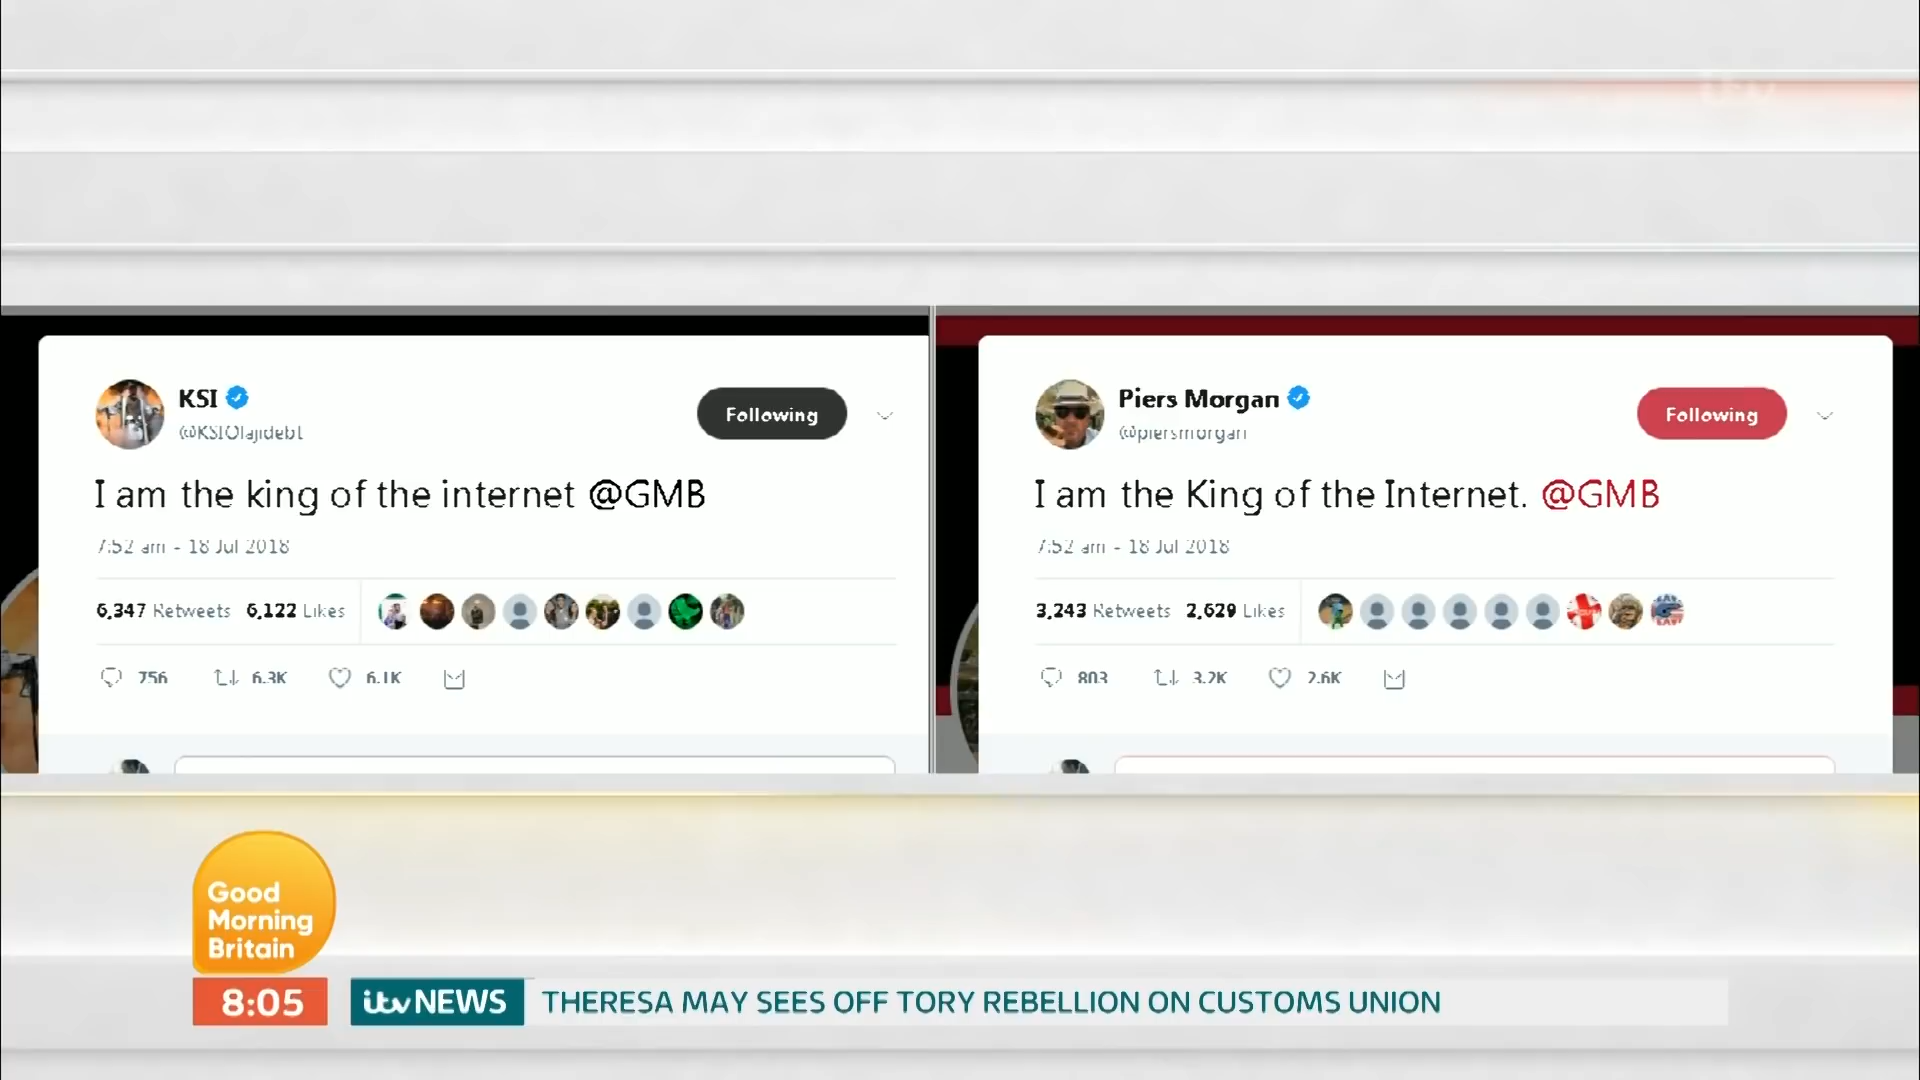 itv
KSI
@KSIOlajidebt
Following
I am the king of the internet @GMB
7:52 am - 18 Jul 2018
6,347 Retweets 6,122 Likes
756 6.3K 6.1K
Piers Morgan
@piersmorgan
Following
I am the King of the Internet. @GMB
7:52 am - 18 Jul 2018
3,243 Retweets 2,629 Likes
803 3.2K 2.6K
Good
Morning
Britain
8:05
itv NEWS
THERESA MAY SEES OFF TORY REBELLION ON CUSTOMS UNION